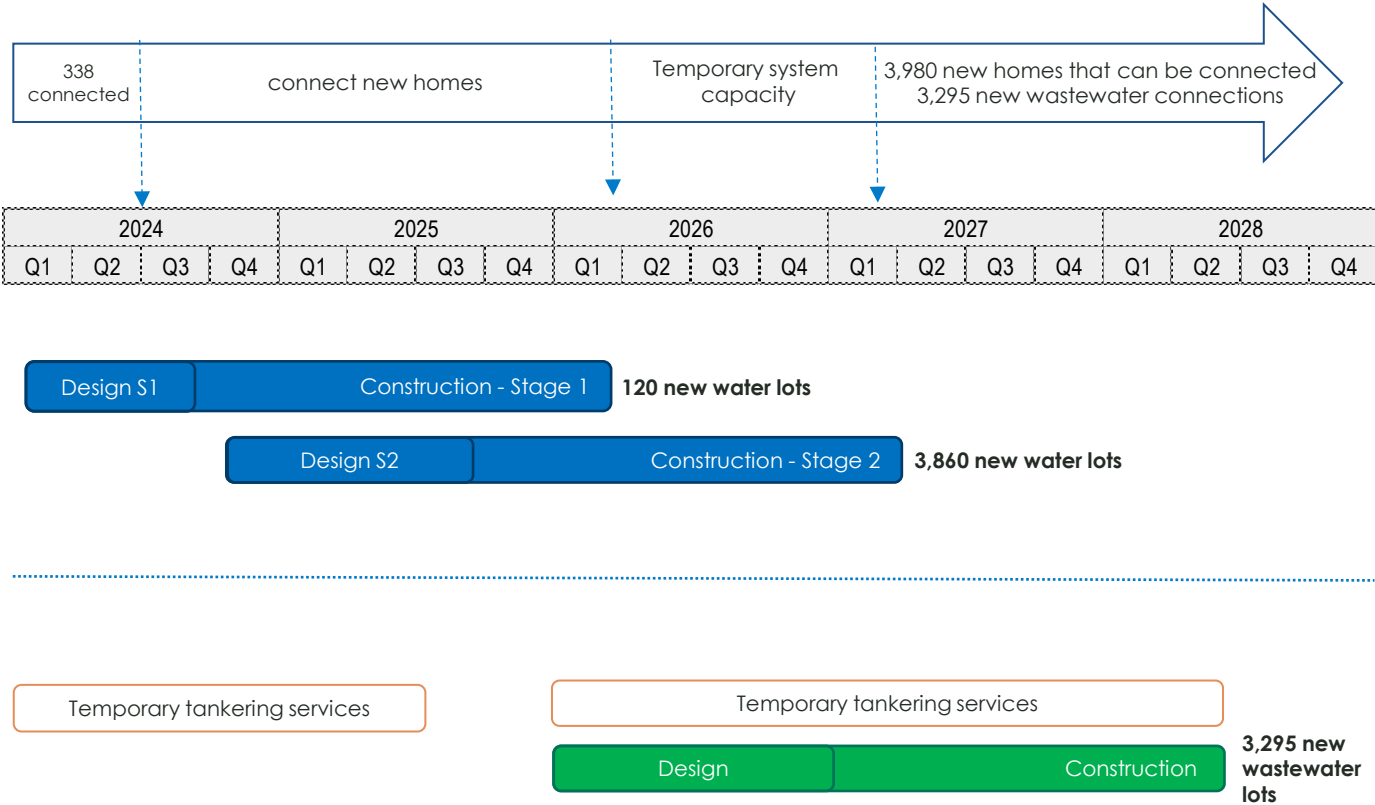 338
connected
connect new homes
Temporary system
capacity
3,980 new homes that can be connected
3,295 new wastewater connections
2024 2025 2026 2027 2028
Q1 Q2 Q3 Q4 Q1 Q2 Q3 Q4 Q1 Q2 Q3 Q4 Q1 Q2 Q3 Q4 Q1 Q2 Q3 Q4
Design S1 Construction - Stage 1 120 new water lots
Design S2 Construction - Stage 2 3,860 new water lots
Temporary tankering services Temporary tankering services
Design Construction
3,295 new
wastewater
lots